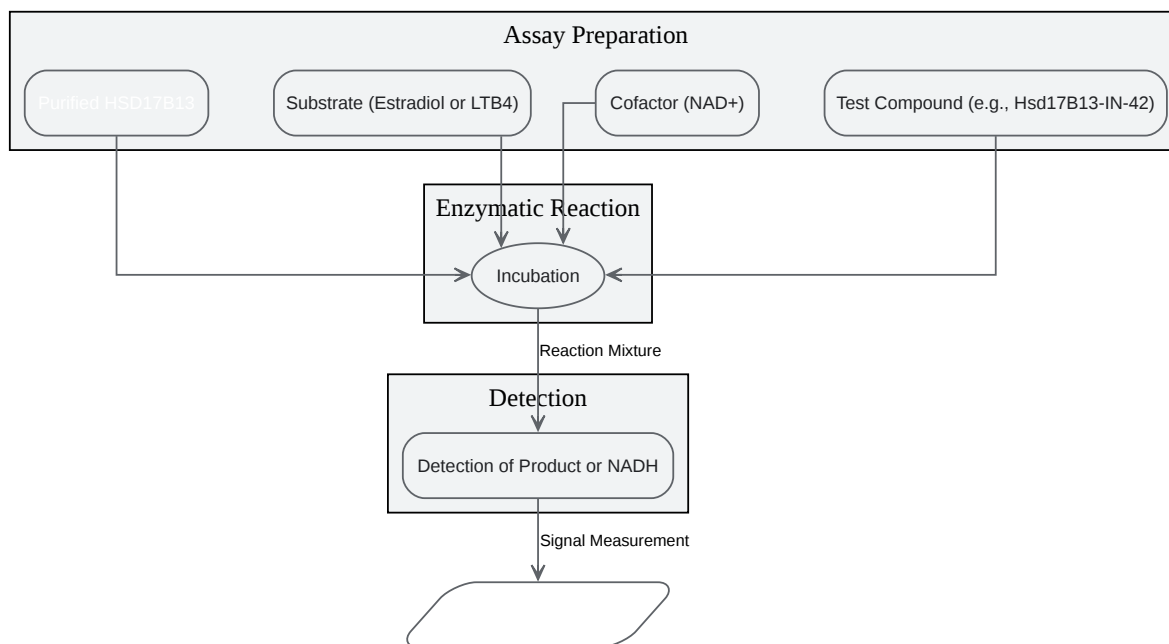 Assay Preparation
Purified HSD17B13
Substrate (Estradiol or LTB4)
Cofactor (NAD+)
Test Compound (e.g., Hsd17B13-IN-42)
Enzymatic Reaction
Incubation
Reaction Mixture
Detection
Detection of Product or NADH
Signal Measurement